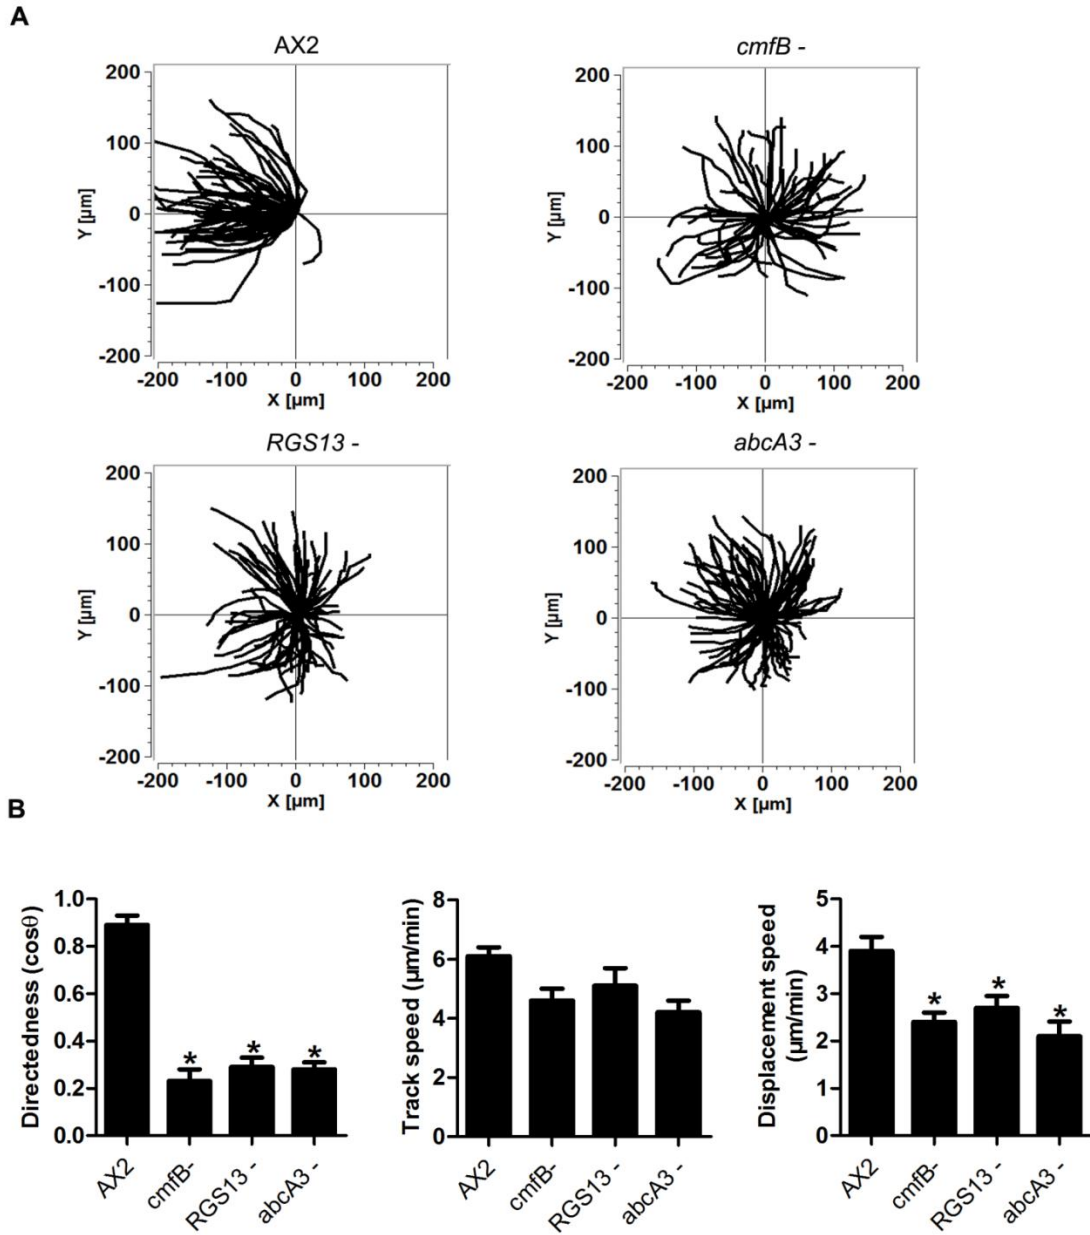 A
AX2
cmfB -
200
100
0
-100
-200
Y [µm]
-200 -100 0 100 200
X [µm]
200
100
0
-100
-200
Y [µm]
-200 -100 0 100 200
X [µm]
RGS13 -
abcA3 -
200
100
0
-100
-200
Y [µm]
-200 -100 0 100 200
X [µm]
200
100
0
-100
-200
Y [µm]
-200 -100 0 100 200
X [µm]
B
Directedness (cosθ)
1.0
0.8
0.6
0.4
0.2
0.0
* * *
AX2
cmfB-
RGS13 -
abcA3 -
Track speed (µm/min)
8
6
4
2
0
AX2
cmfB-
RGS13 -
abcA3 -
Displacement speed
(µm/min)
5
4
3
2
1
0
* * *
AX2
cmfB-
RGS13 -
abcA3 -